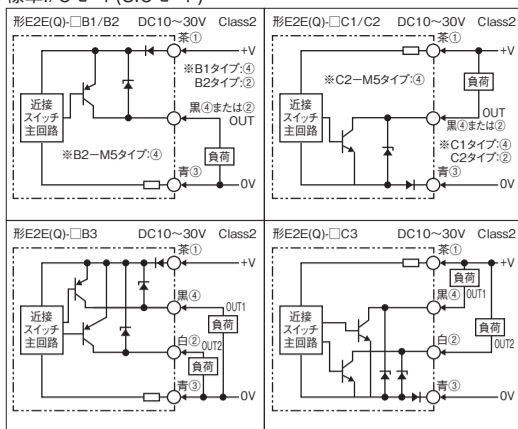 形E2E(Q)-□B1/B2 DC10～30V Class2
茶①
+V
※B1タイプ:④
B2タイプ:②
黒④または②
OUT
近接
スイッチ
主回路
負荷
※B2－M5タイプ:④
青③
0V
形E2E(Q)-□C1/C2 DC10～30V Class2
茶①
+V
※C2－M5タイプ:④
負荷
近接
スイッチ
主回路
OUT
黒④または②
※C1タイプ:④
C2タイプ:②
青③
0V
形E2E(Q)-□B3 DC10～30V Class2
茶①
+V
黒④
OUT1
近接
スイッチ
主回路
負荷
白②
OUT2
負荷
青③
0V
形E2E(Q)-□C3 DC10～30V Class2
茶①
+V
負荷
黒④
OUT1
近接
スイッチ
主回路
負荷
白②
OUT2
青③
0V